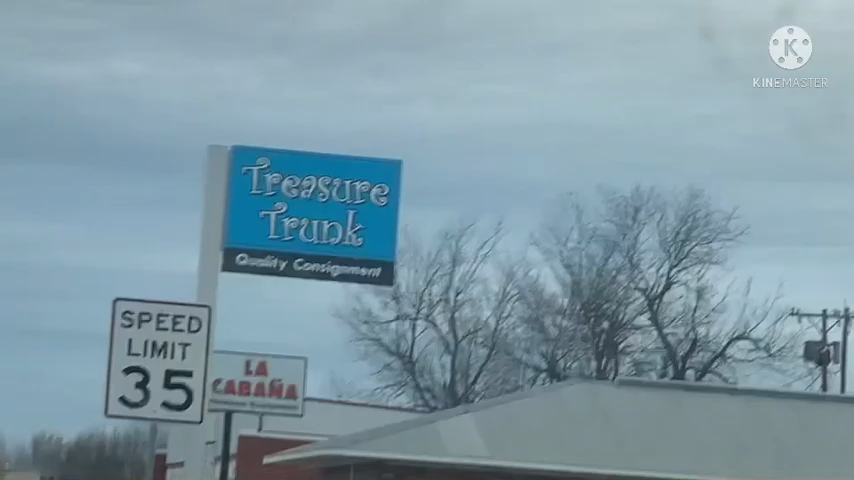 K
KINEMASTER
Treasure
Trunk
Quality Consignment
SPEED
LIMIT
35
LA
CABAÑA